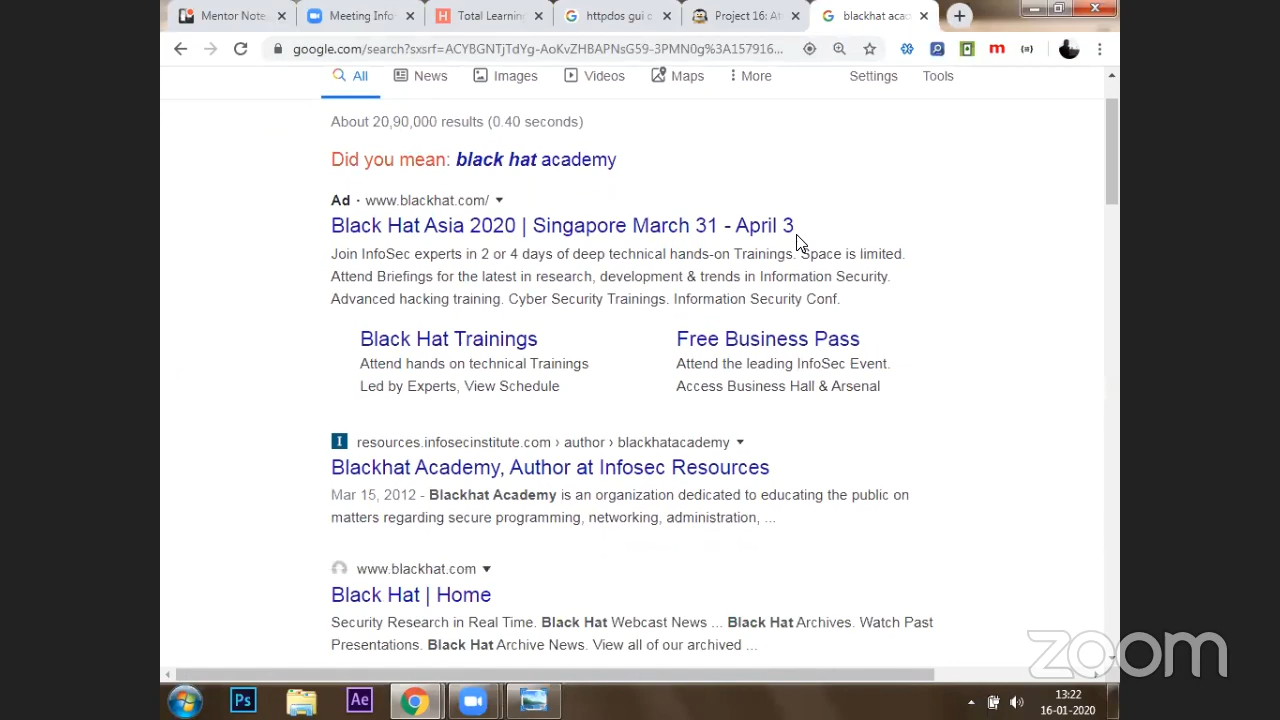 Mentor Note
Meeting Info
Total Learnin
httpdos gui
Project 16: A
blackhat aca
google.com/search?sxsrf=ACYBGNTjTdYg-AoKvZHBAPNsG59-3PMN0g%3A157916...
All
News
Images
Videos
Maps
More
Settings
Tools
About 20,90,000 results (0.40 seconds)
Did you mean: black hat academy
Ad · www.blackhat.com/
Black Hat Asia 2020 | Singapore March 31 - April 3
Join InfoSec experts in 2 or 4 days of deep technical hands-on Trainings. Space is limited.
Attend Briefings for the latest in research, development & trends in Information Security.
Advanced hacking training. Cyber Security Trainings. Information Security Conf.
Black Hat Trainings
Attend hands on technical Trainings
Led by Experts, View Schedule
Free Business Pass
Attend the leading InfoSec Event.
Access Business Hall & Arsenal
resources.infosecinstitute.com › author › blackhatacademy
Blackhat Academy, Author at Infosec Resources
Mar 15, 2012 - Blackhat Academy is an organization dedicated to educating the public on
matters regarding secure programming, networking, administration, ...
www.blackhat.com
Black Hat | Home
Security Research in Real Time. Black Hat Webcast News ... Black Hat Archives. Watch Past
Presentations. Black Hat Archive News. View all of our archived ...
zoom
Ps
Ae
13:22
16-01-2020